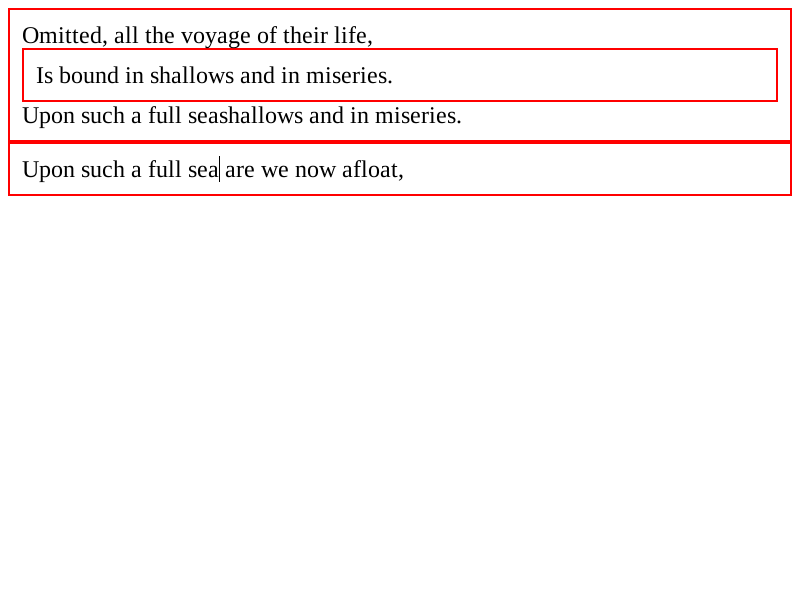 Omitted, all the voyage of their life,
Is bound in shallows and in miseries.
Upon such a full seashallows and in miseries.
Upon such a full sea are we now afloat,